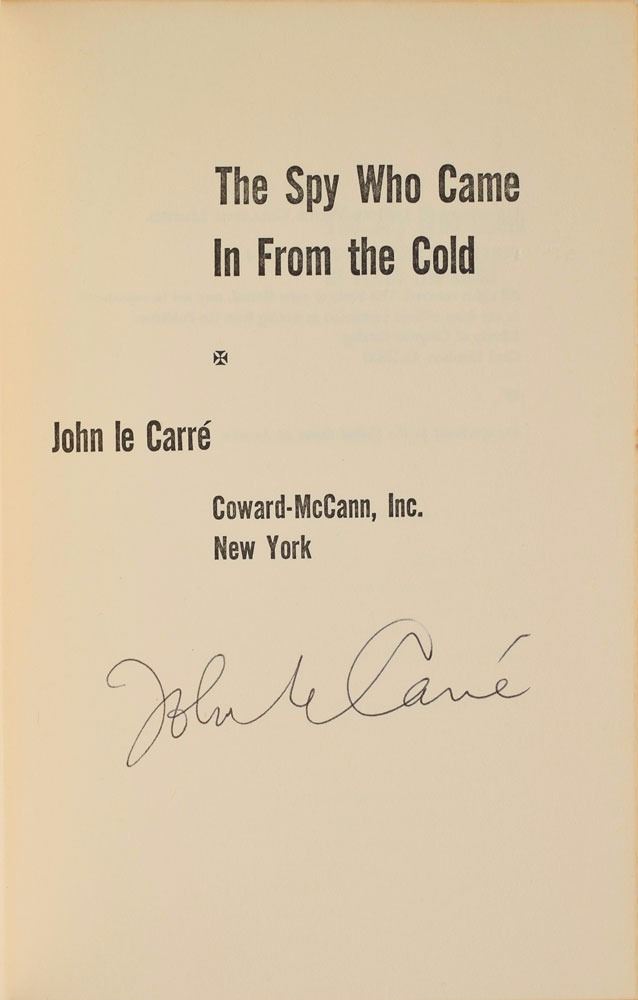 The Spy Who Came
In From the Cold
John le Carré
Coward-McCann, Inc.
New York
John le Carré